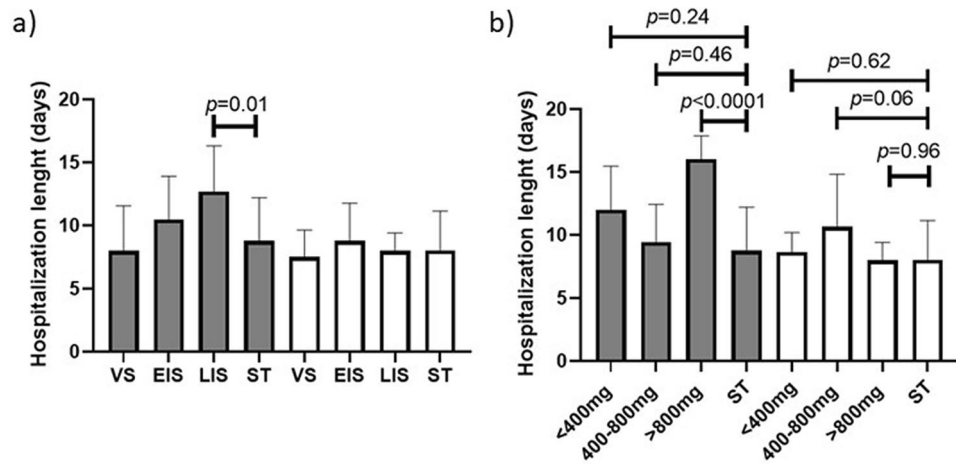 a)
p=0.01
Hospitalization lenght (days)
20
15
10
5
0
VS EIS LIS ST VS EIS LIS ST
b)
p=0.24
p=0.46
p=0.62
p<0.0001
p=0.06
p=0.96
Hospitalization lenght (days)
20
15
10
5
0
<400mg 400-800mg >800mg ST <400mg 400-800mg >800mg ST